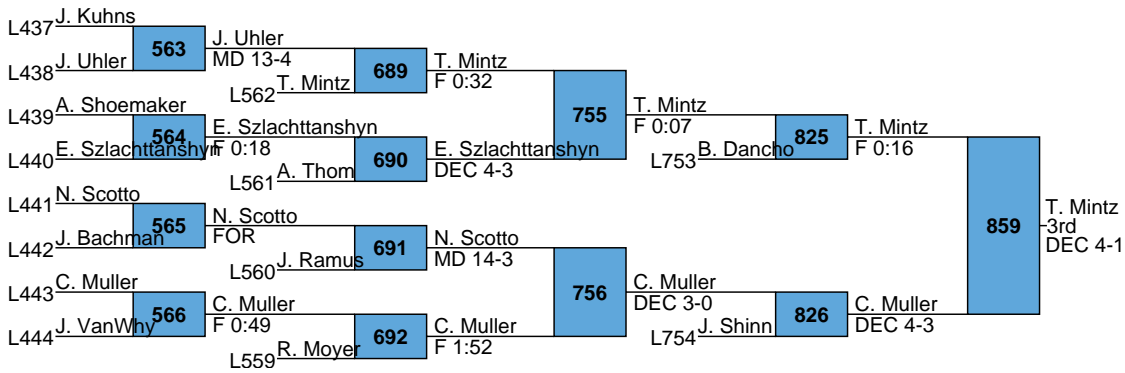 L437 J. Kuhns
563
L438 J. Uhler
J. Uhler
MD 13-4
L562 T. Mintz
689
T. Mintz
F 0:32
L439 A. Shoemaker
564
L440 E. Szlachttanshyn
E. Szlachttanshyn
F 0:18
L561 A. Thom
690
E. Szlachttanshyn
DEC 4-3
755
T. Mintz
F 0:07
L753 B. Dancho
825
T. Mintz
F 0:16
L441 N. Scotto
565
L442 J. Bachman
N. Scotto
FOR
L560 J. Ramus
691
N. Scotto
MD 14-3
L443 C. Muller
566
L444 J. VanWhy
C. Muller
F 0:49
L559 R. Moyer
692
C. Muller
F 1:52
756
C. Muller
DEC 3-0
L754 J. Shinn
826
C. Muller
DEC 4-3
859
T. Mintz
3rd
DEC 4-1